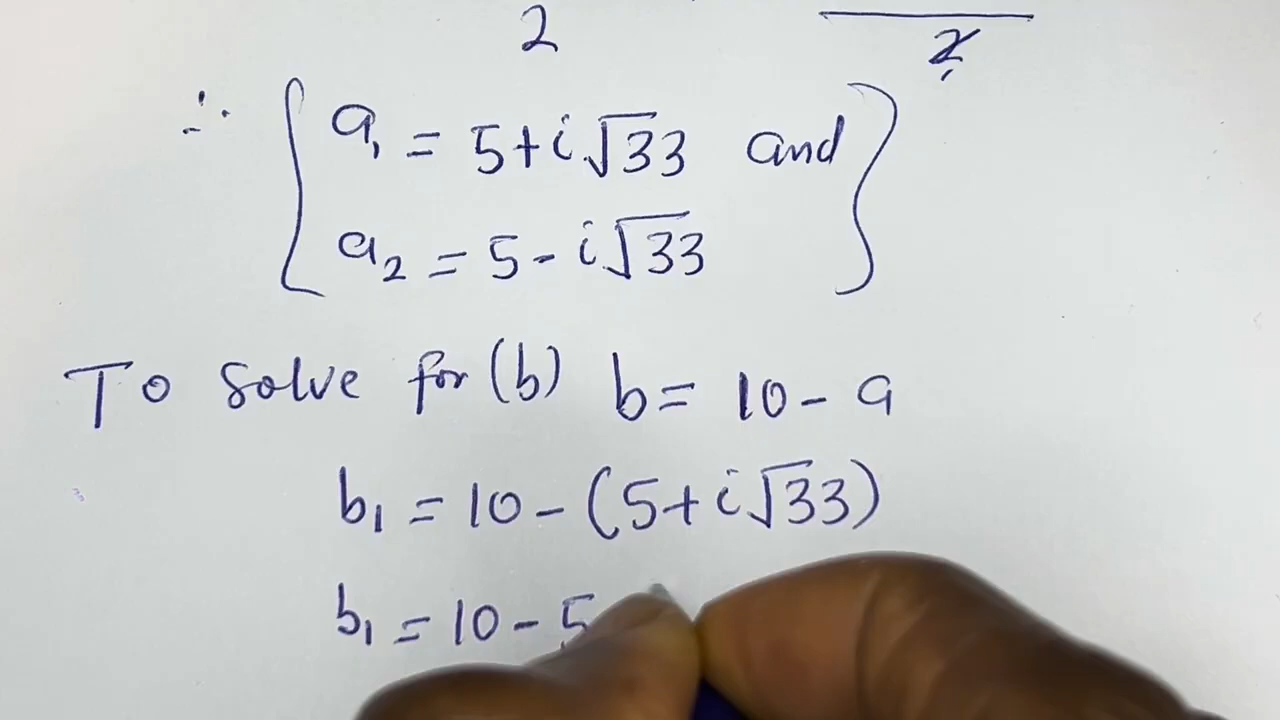 2 2
∴ { a₁ = 5+i√33 and
a₂ = 5-i√33 }
To solve for (b) b = 10 - a
b₁ = 10 - (5+i√33)
b₁ = 10 - 5